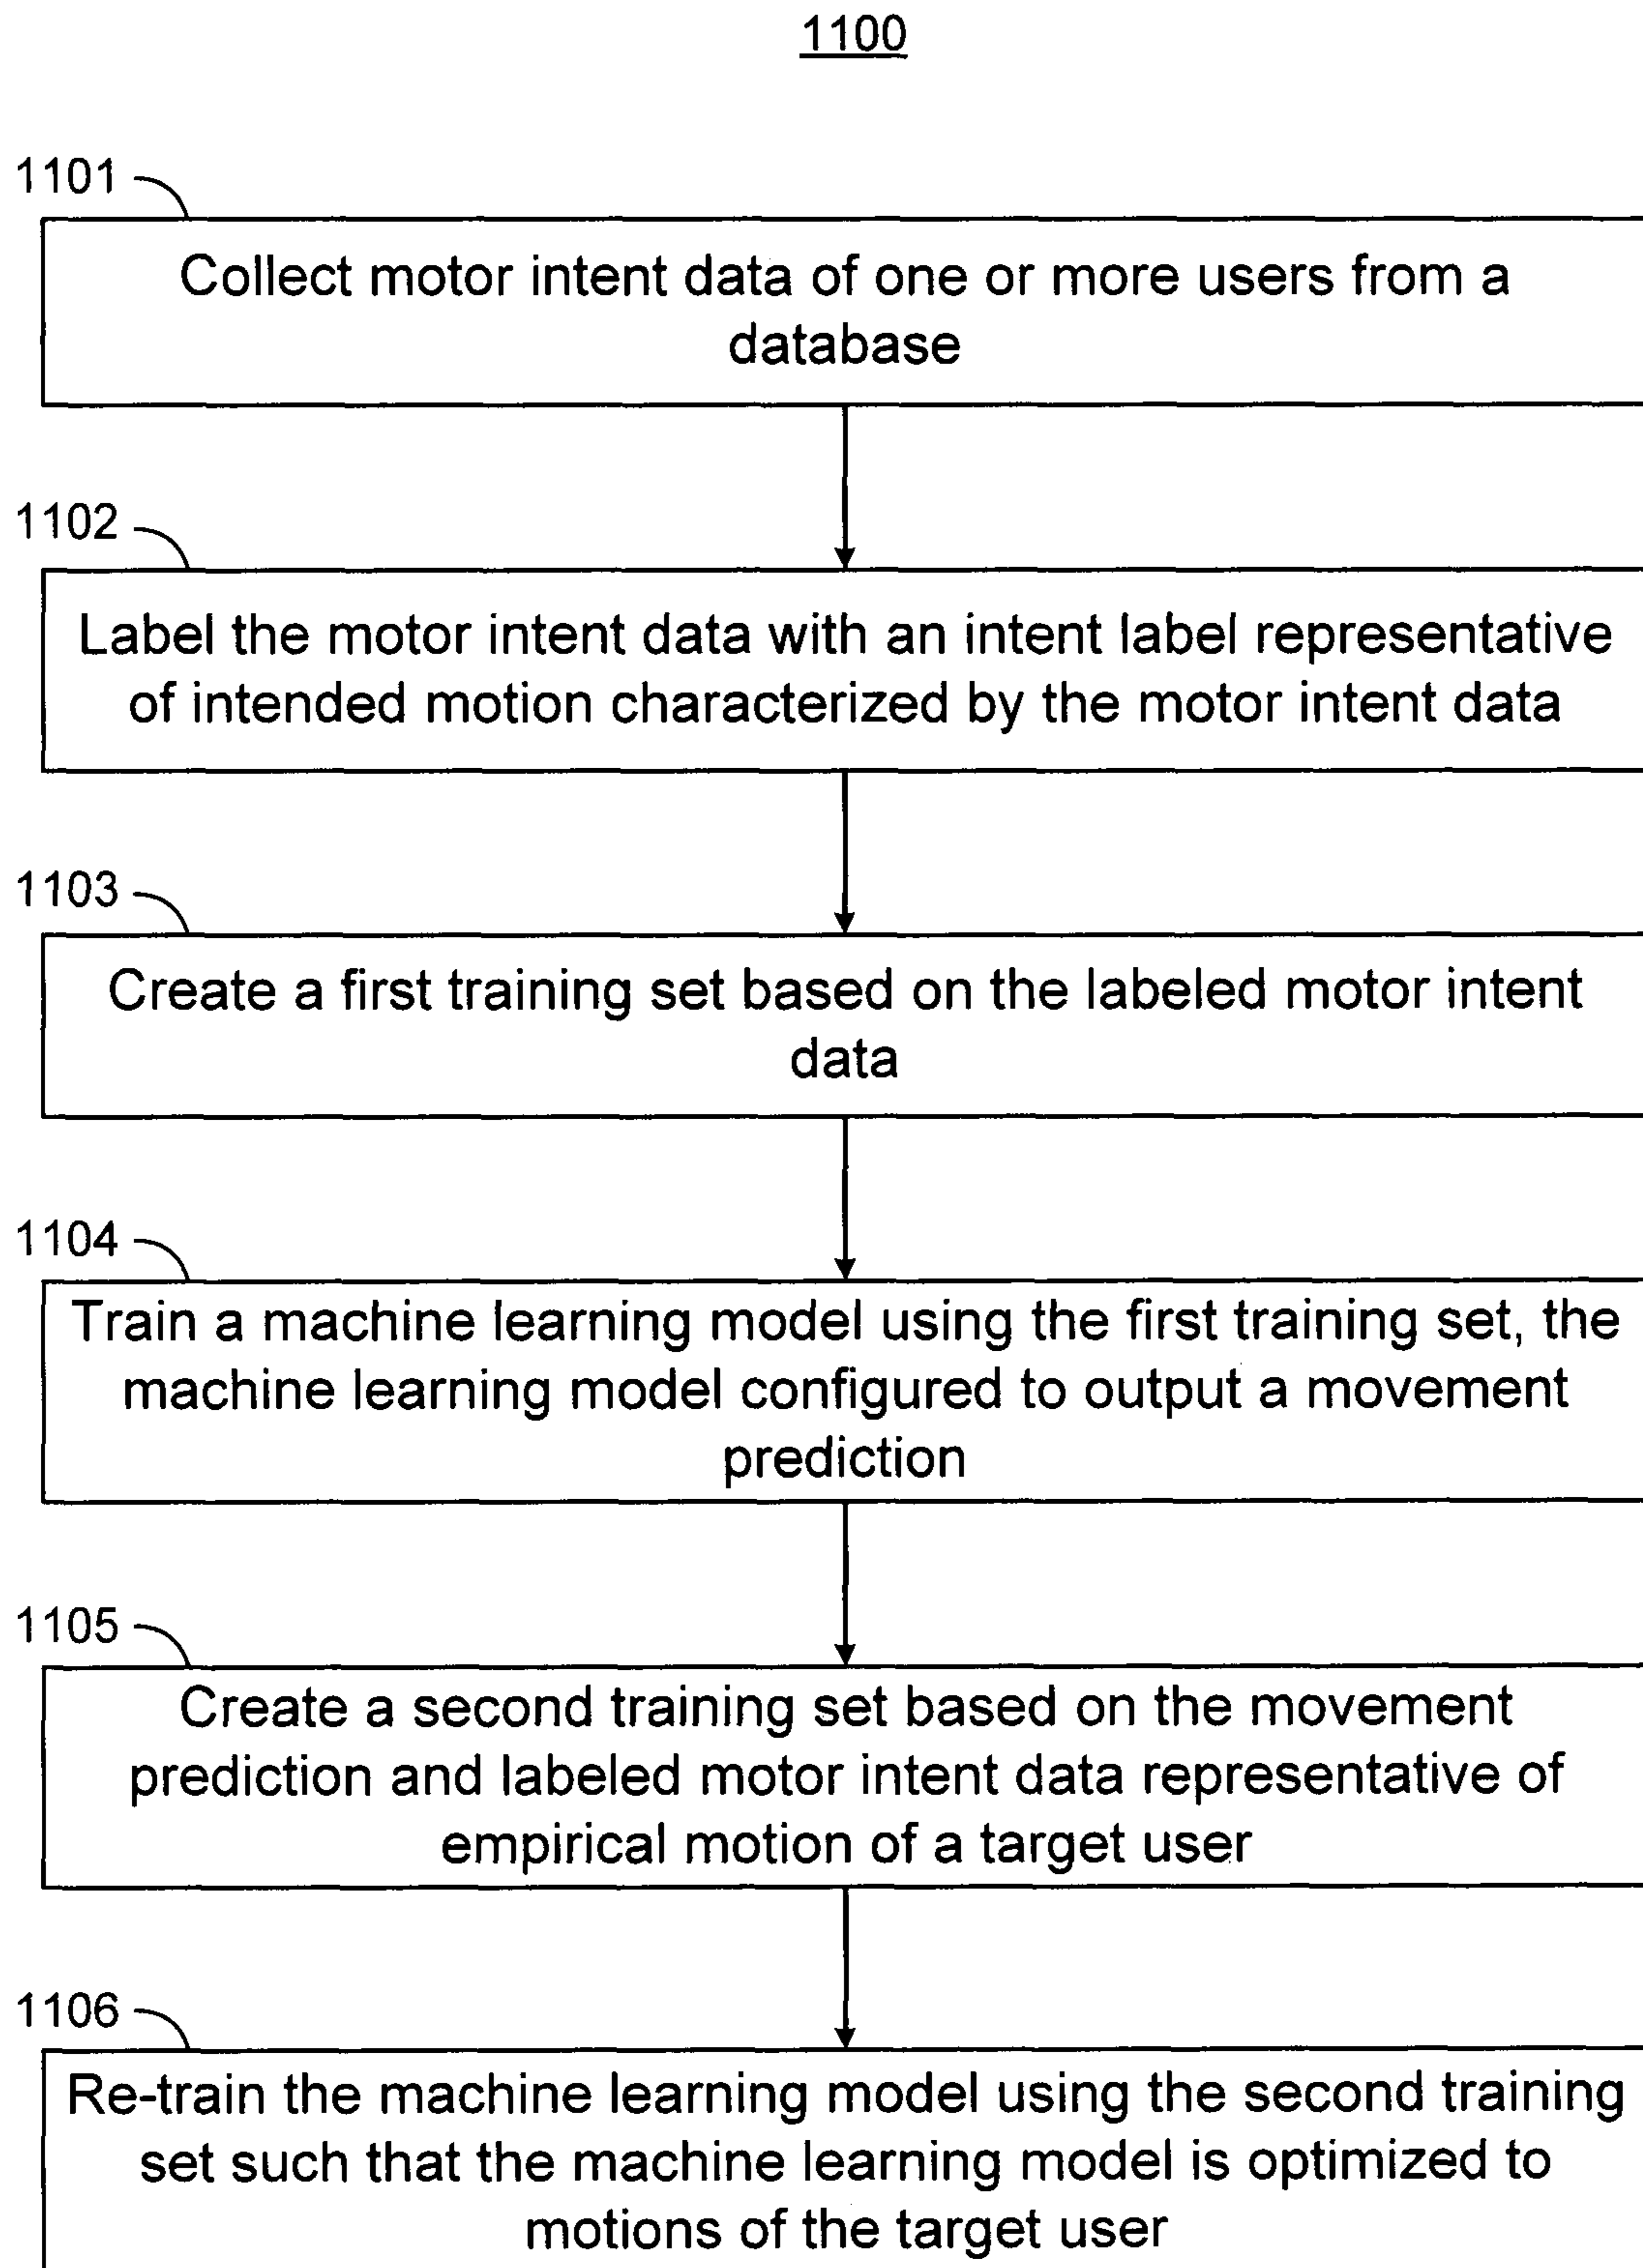 1100
1101
Collect motor intent data of one or more users from a
database
1102
Label the motor intent data with an intent label representative
of intended motion characterized by the motor intent data
1103
Create a first training set based on the labeled motor intent
data
1104
Train a machine learning model using the first training set, the
machine learning model configured to output a movement
prediction
1105
Create a second training set based on the movement
prediction and labeled motor intent data representative of
empirical motion of a target user
1106
Re-train the machine learning model using the second training
set such that the machine learning model is optimized to
motions of the target user